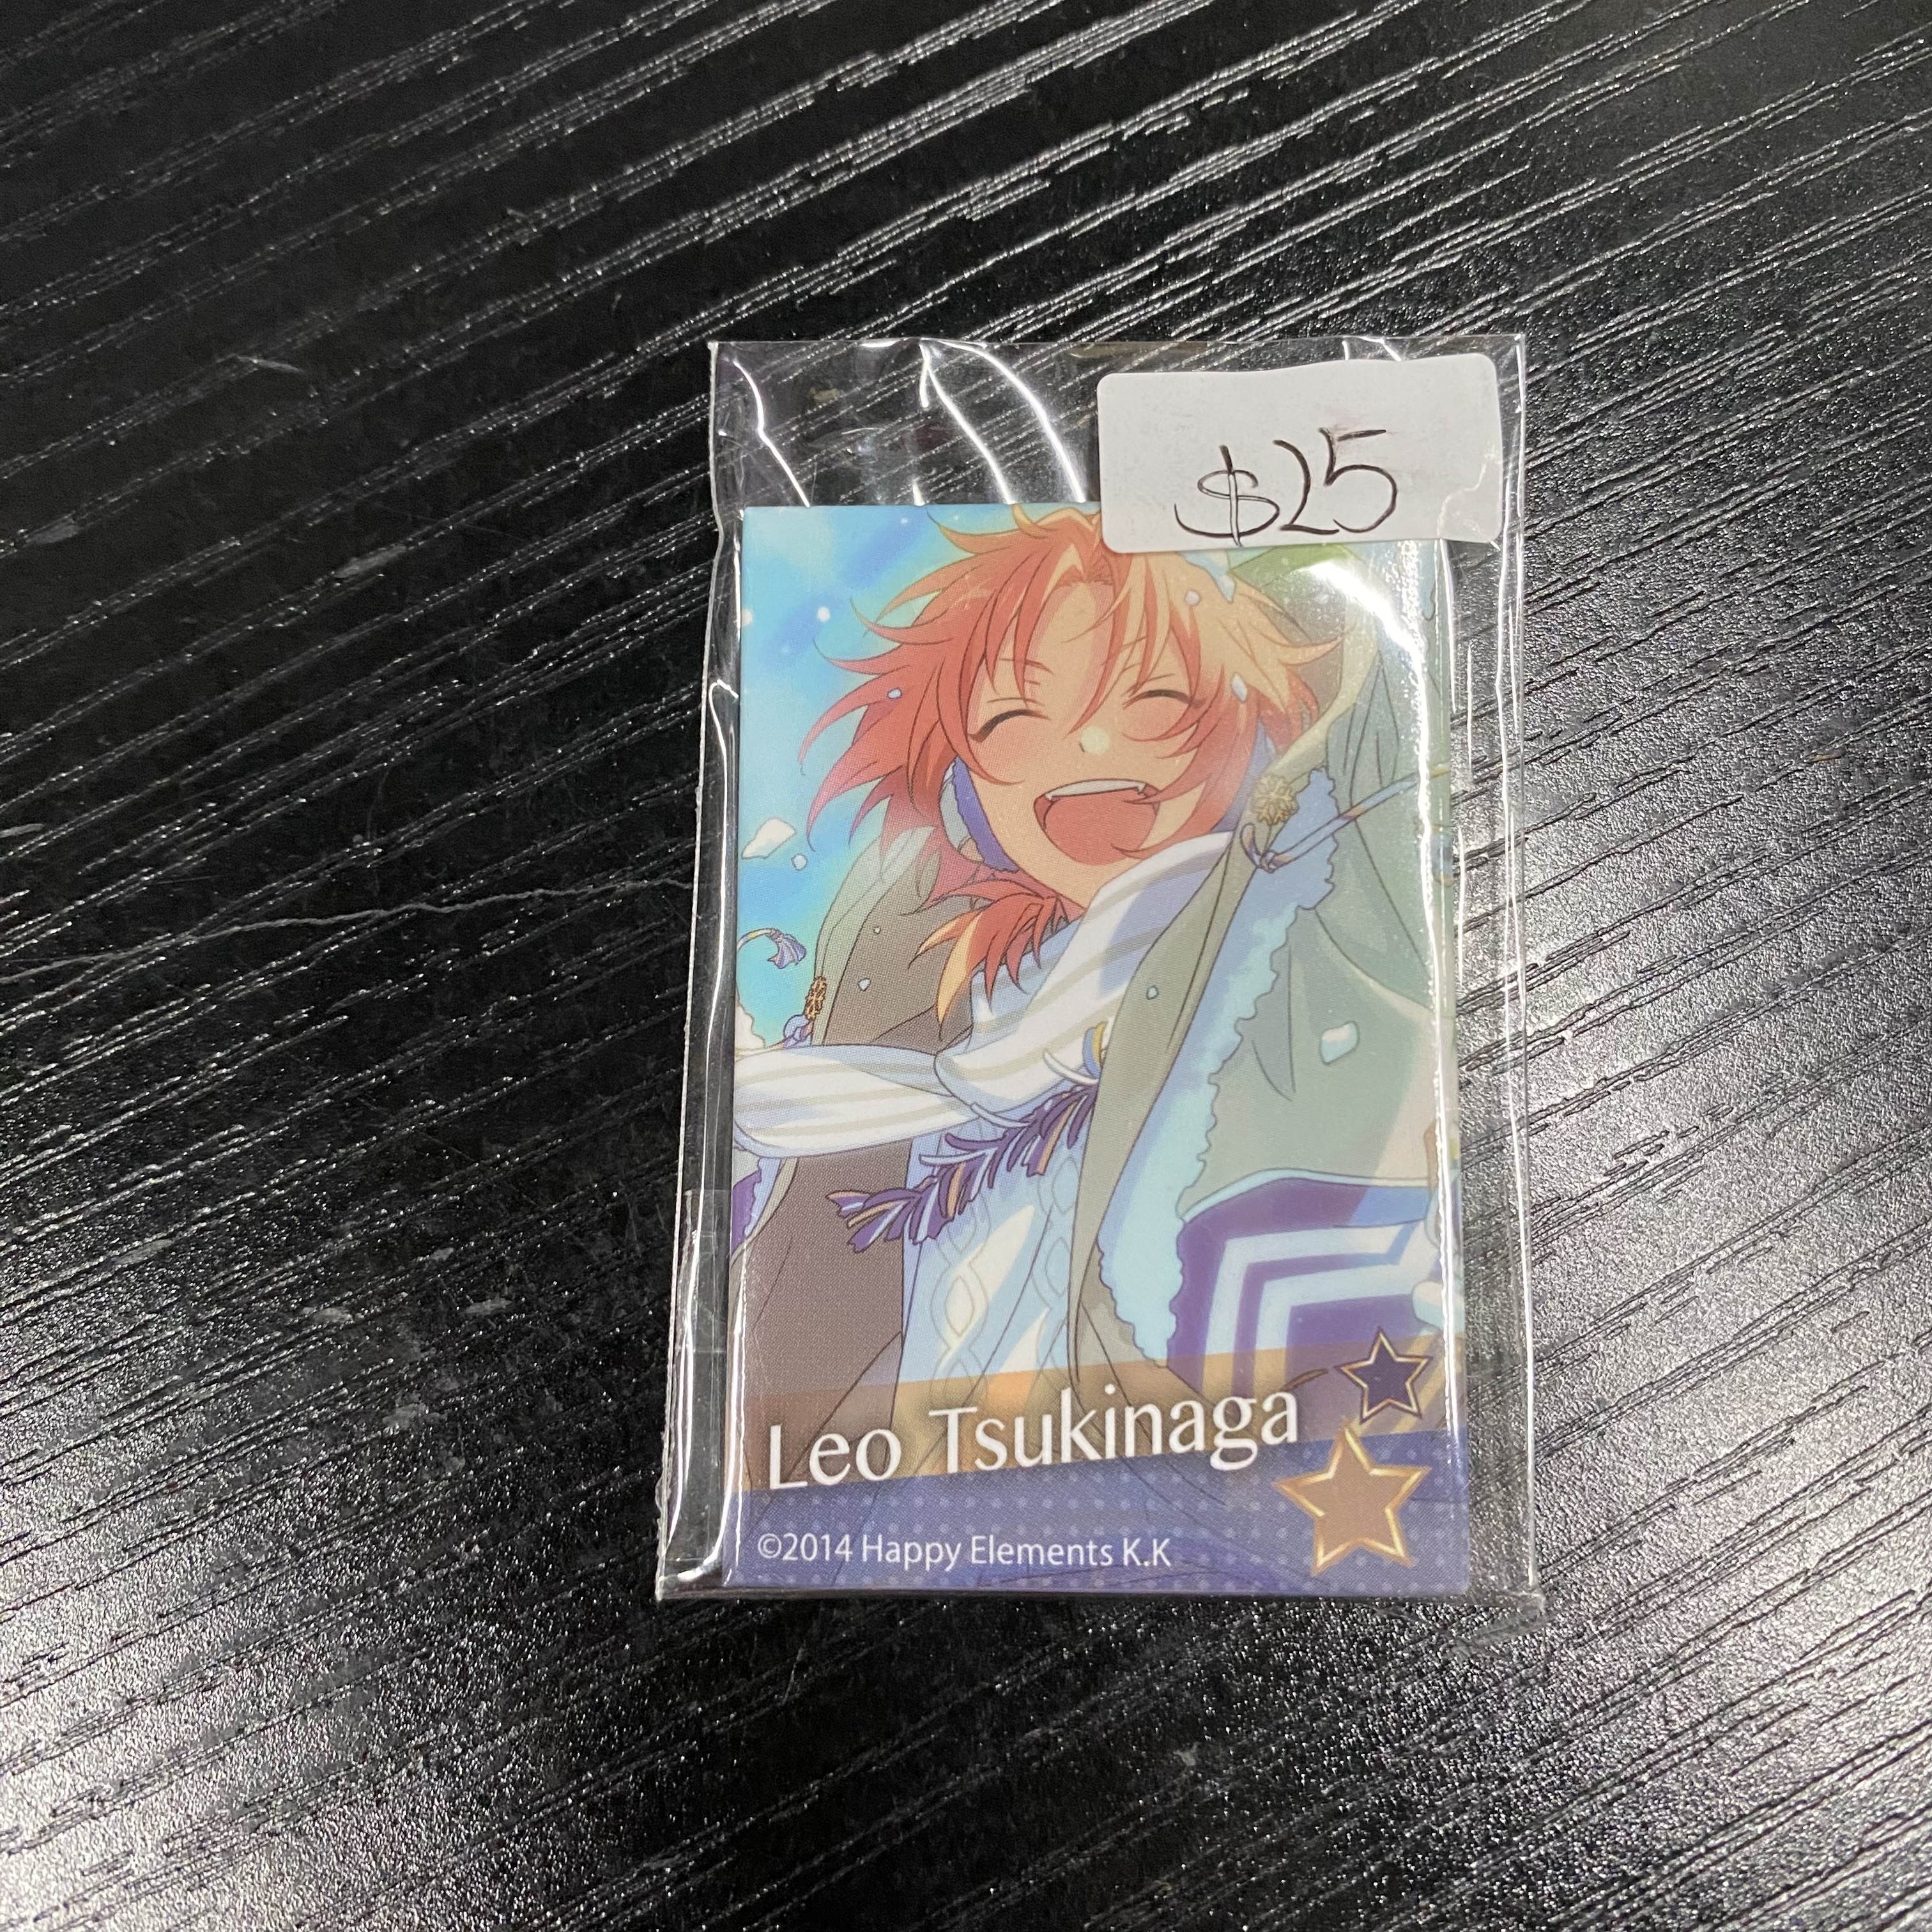 $25
Leo Tsukinaga
©2014 Happy Elements K.K